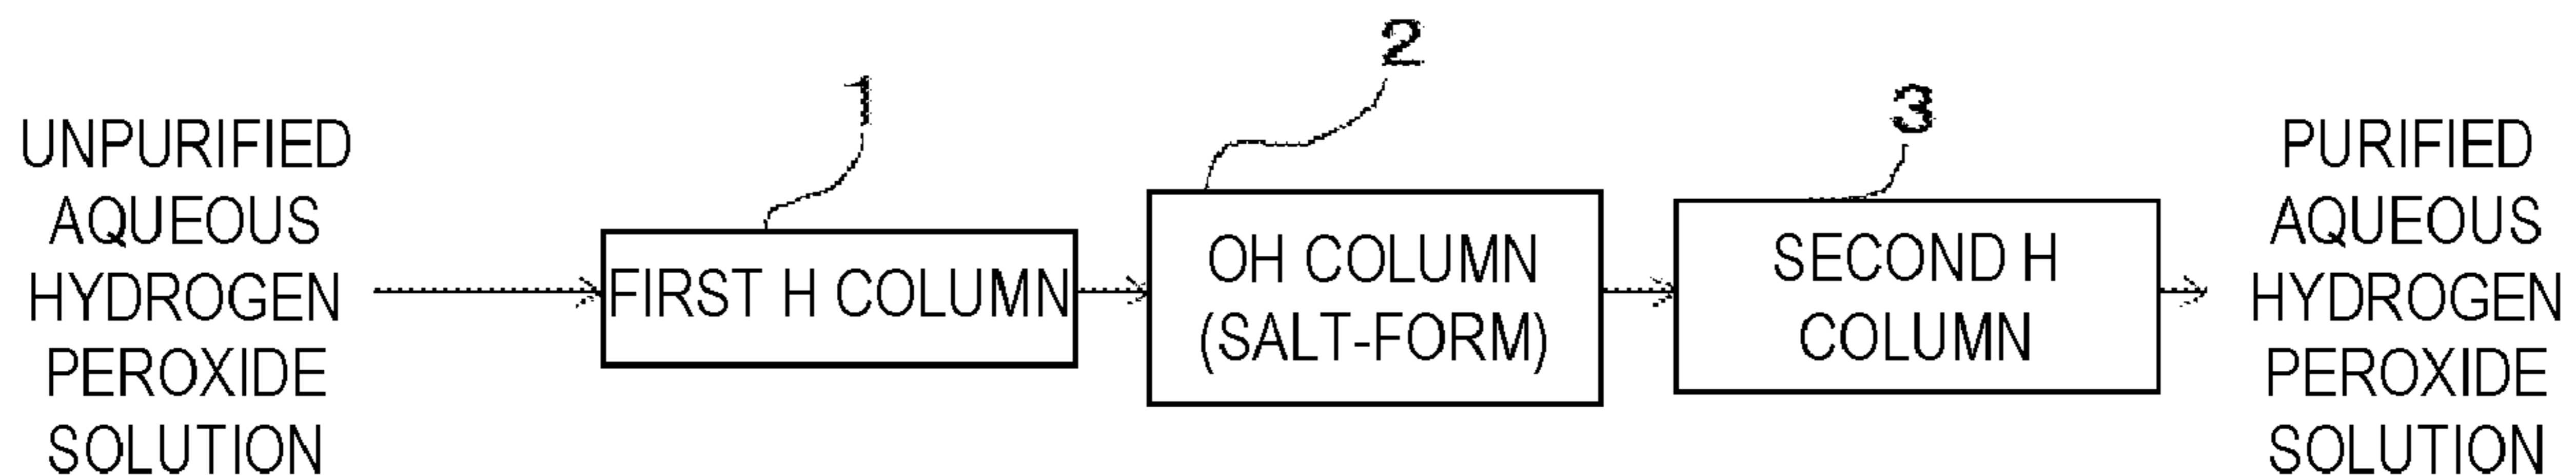 UNPURIFIED
AQUEOUS
HYDROGEN
PEROXIDE
SOLUTION
1
FIRST H COLUMN
2
OH COLUMN
(SALT-FORM)
3
SECOND H
COLUMN
PURIFIED
AQUEOUS
HYDROGEN
PEROXIDE
SOLUTION